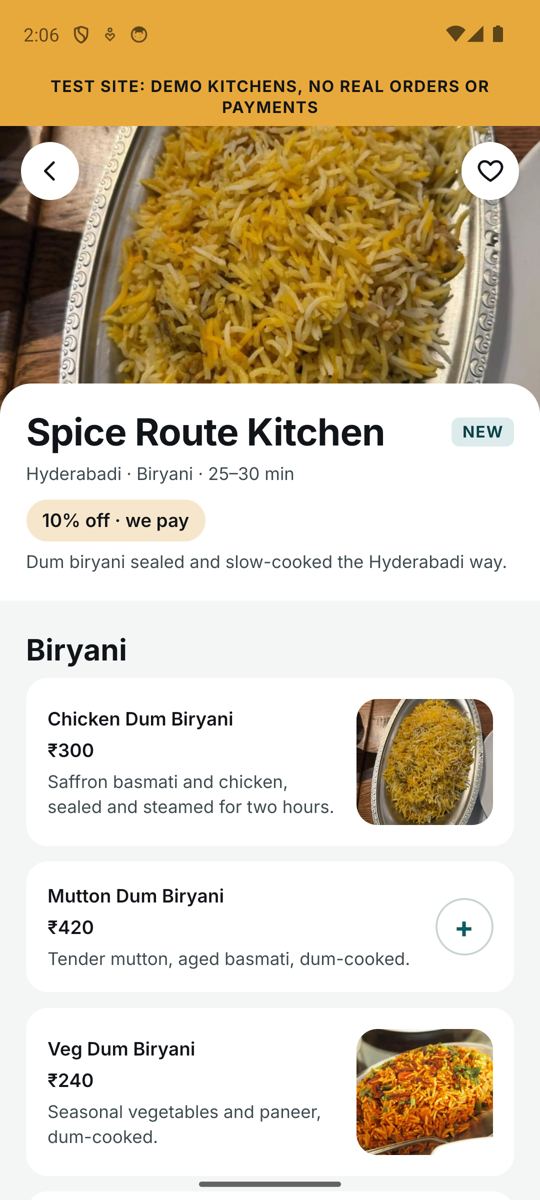 2:06
TEST SITE: DEMO KITCHENS, NO REAL ORDERS OR
PAYMENTS
Spice Route Kitchen
NEW
Hyderabadi · Biryani · 25–30 min
10% off · we pay
Dum biryani sealed and slow-cooked the Hyderabadi way.
Biryani
Chicken Dum Biryani
₹300
Saffron basmati and chicken,
sealed and steamed for two hours.
Mutton Dum Biryani
₹420
Tender mutton, aged basmati, dum-cooked.
+
Veg Dum Biryani
₹240
Seasonal vegetables and paneer,
dum-cooked.